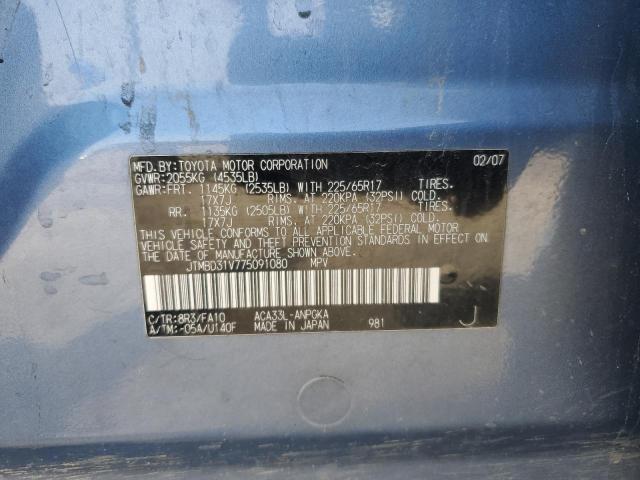 MFD.BY:TOYOTA MOTOR CORPORATION 02/07
GVWR:2055KG (4535LB)
GAWR:FRT. 1145KG (2535LB) WITH 225/65R17 TIRES.
17X7J RIMS. AT 220KPA (32PSI) COLD.
RR. 1135KG (2505LB) WITH 225/65R17 TIRES.
17X7J RIMS. AT 220KPA (32PSI) COLD.
THIS VEHICLE CONFORMS TO ALL APPLICABLE FEDERAL MOTOR
VEHICLE SAFETY AND THEFT PREVENTION STANDARDS IN EFFECT ON
THE DATE OF MANUFACTURE SHOWN ABOVE.
JTMBD31V775091080 MPV
C/TR:8R3/FA10 ACA33L-ANPGKA
A/TM:-05A/U140F MADE IN JAPAN 981 J